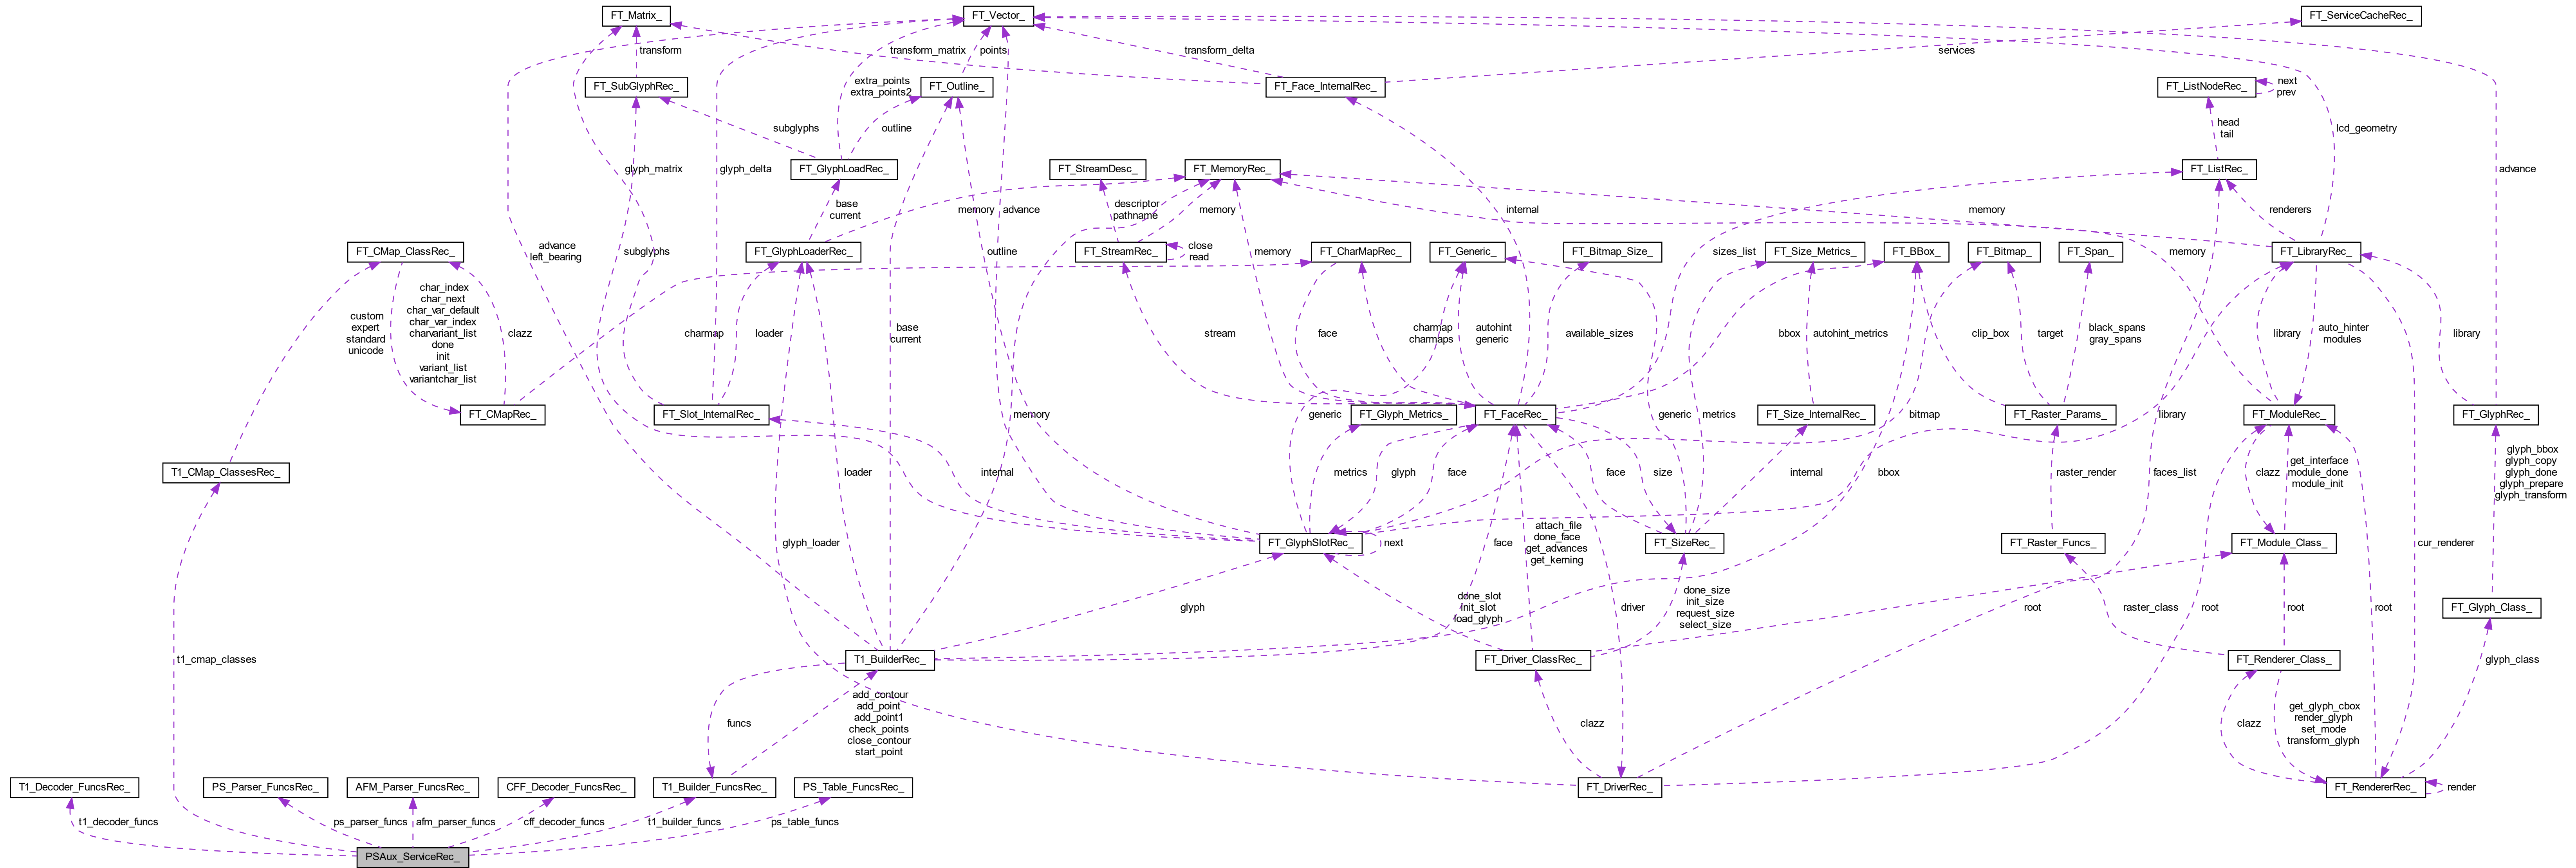 FT_Matrix_
FT_Vector_
FT_ServiceCacheRec_
transform
transform_matrix
points
transform_delta
services
FT_SubGlyphRec_
extra_points
extra_points2
FT_Outline_
FT_Face_InternalRec_
FT_ListNodeRec_
next
prev
subglyphs
outline
lcd_geometry
head
tail
glyph_matrix
glyph_delta
FT_GlyphLoadRec_
FT_StreamDesc_
FT_MemoryRec_
FT_ListRec_
advance
base
current
memory
advance
descriptor
pathname
memory
internal
memory
renderers
advance
left_bearing
subglyphs
outline
close
read
memory
sizes_list
memory
FT_CMap_ClassRec_
FT_GlyphLoaderRec_
FT_StreamRec_
FT_CharMapRec_
FT_Generic_
FT_Bitmap_Size_
FT_Size_Metrics_
FT_BBox_
FT_Bitmap_
FT_Span_
FT_LibraryRec_
custom
expert
standard
unicode
char_index
char_next
char_var_default
char_var_index
charvariant_list
done
init
variant_list
variantchar_list
clazz
charmap
loader
base
current
stream
face
charmap
charmaps
autohint
generic
available_sizes
bbox
autohint_metrics
clip_box
target
black_spans
gray_spans
library
auto_hinter
modules
library
FT_CMapRec_
FT_Slot_InternalRec_
memory
generic
FT_Glyph_Metrics_
FT_FaceRec_
generic
metrics
FT_Size_InternalRec_
bitmap
FT_Raster_Params_
library
FT_ModuleRec_
FT_GlyphRec_
T1_CMap_ClassesRec_
loader
internal
metrics
glyph
face
size
face
internal
bbox
raster_render
faces_list
clazz
get_interface
module_done
module_init
glyph_bbox
glyph_copy
glyph_done
glyph_prepare
glyph_transform
glyph_loader
FT_GlyphSlotRec_
next
face
attach_file
done_face
get_advances
get_kerning
FT_SizeRec_
FT_Raster_Funcs_
FT_Module_Class_
cur_renderer
glyph
done_slot
init_slot
load_glyph
driver
done_size
init_size
request_size
select_size
root
raster_class
root
root
root
FT_Glyph_Class_
t1_cmap_classes
T1_BuilderRec_
FT_Driver_ClassRec_
FT_Renderer_Class_
glyph_class
funcs
add_contour
add_point
add_point1
check_points
close_contour
start_point
clazz
clazz
get_glyph_cbox
render_glyph
set_mode
transform_glyph
T1_Decoder_FuncsRec_
PS_Parser_FuncsRec_
AFM_Parser_FuncsRec_
CFF_Decoder_FuncsRec_
T1_Builder_FuncsRec_
PS_Table_FuncsRec_
FT_DriverRec_
FT_RendererRec_
render
t1_decoder_funcs
ps_parser_funcs
afm_parser_funcs
cff_decoder_funcs
t1_builder_funcs
ps_table_funcs
PSAux_ServiceRec_